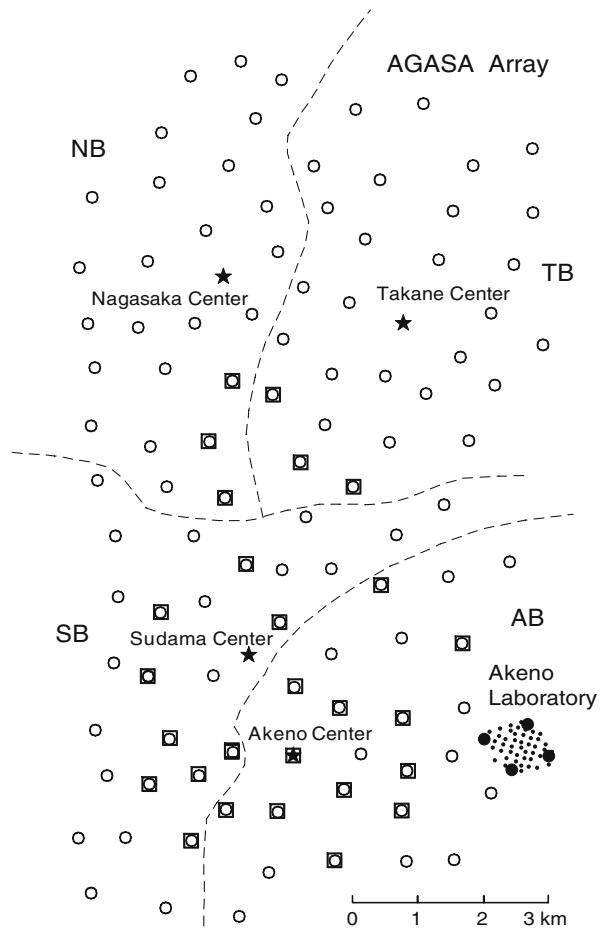 AGASA Array
NB
TB
Nagasaka Center
Takane Center
SB
AB
Sudama Center
Akeno
Laboratory
Akeno Center
0 1 2 3 km